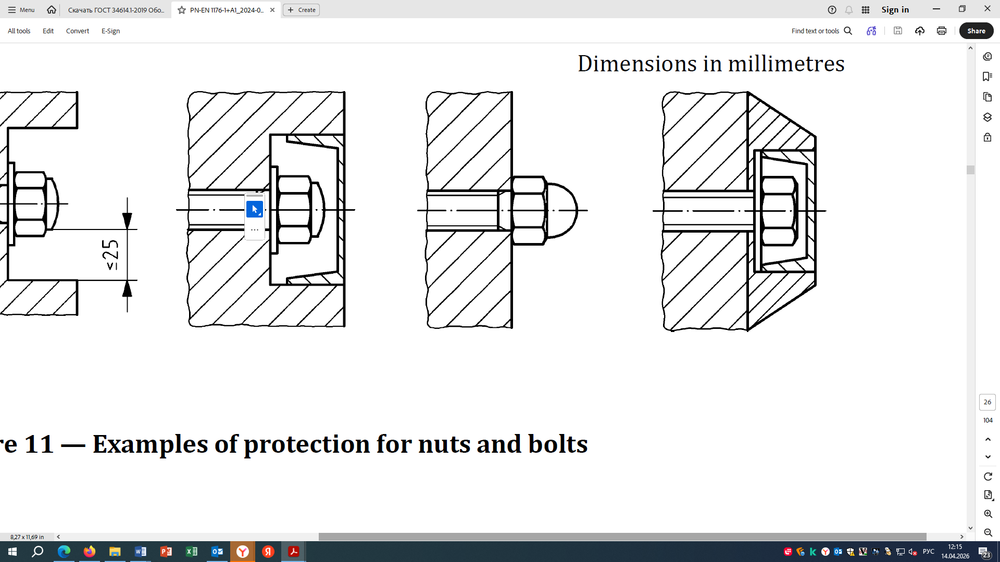 Menu
Скачать ГОСТ 34614.1-2019 Обо...
PN-EN 1176-1+A1_2024-0...
Create
Sign in
All tools
Edit
Convert
E-Sign
Find text or tools
Share
Dimensions in millimetres
≤25
re 11 — Examples of protection for nuts and bolts
26
104
8,27 x 11,69 in
РУС
12:15
14.04.2026
23